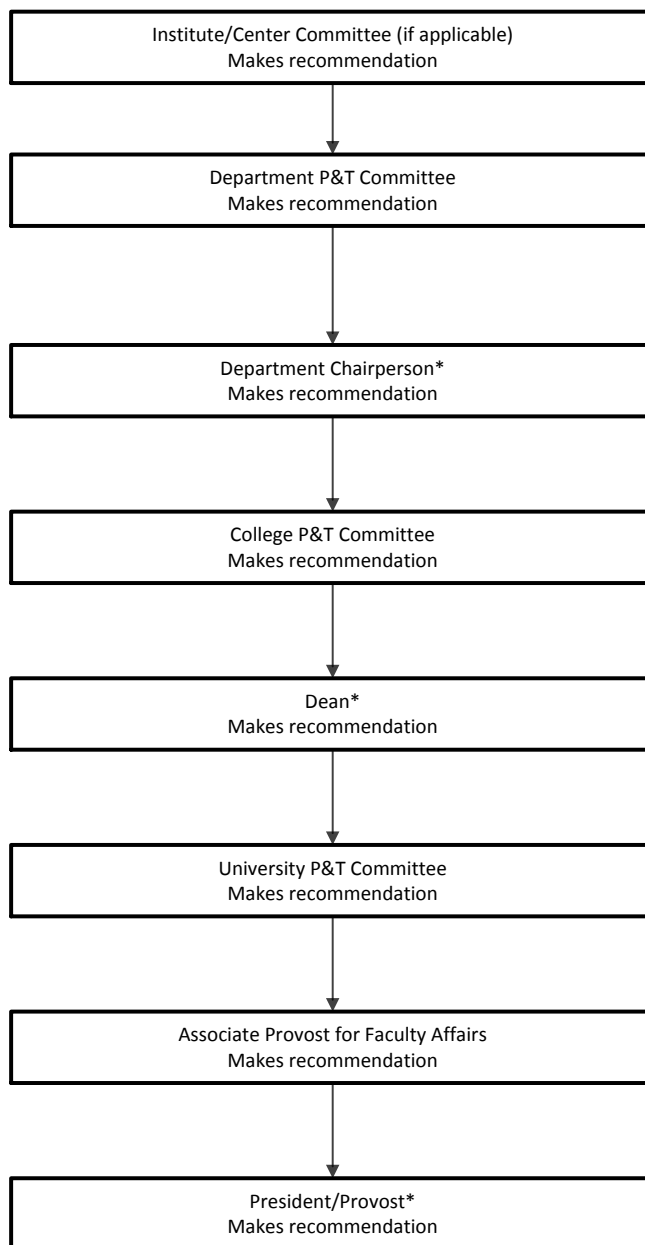 Institute/Center Committee (if applicable)
Makes recommendation
Department P&T Committee
Makes recommendation
Department Chairperson*
Makes recommendation
College P&T Committee
Makes recommendation
Dean*
Makes recommendation
University P&T Committee
Makes recommendation
Associate Provost for Faculty Affairs
Makes recommendation
President/Provost*
Makes recommendation